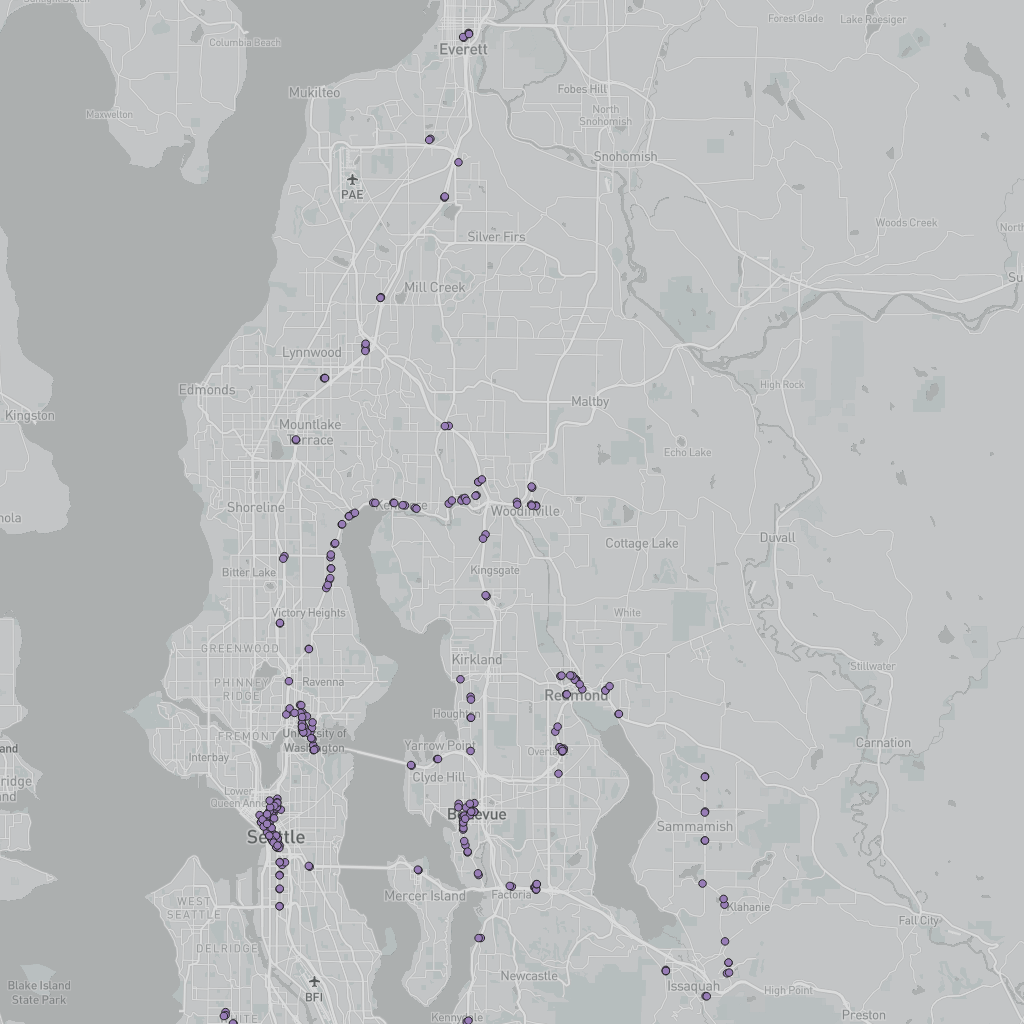 Columbia Beach
Forest Glade
Lake Roesiger
Everett
Mukilteo
Fobes Hill
Maxwelton
North
Snohomish
Snohomish
PAE
Woods Creek
Silver Firs
Mill Creek
Lynnwood
Edmonds
High Rock
Maltby
Kingston
Mountlake
Terrace
Echo Lake
Shoreline
Woodinville
Duvall
Cottage Lake
Bitter Lake
Kingsgate
Victory Heights
White
GREENWOOD
Kirkland
Stillwater
PHINNEY
RIDGE
Ravenna
Redmond
Houghton
FREMONT
University of
Washington
Carnation
Yarrow Point
Interbay
Clyde Hill
Lower
Queen Anne
Bellevue
Seattle
Sammamish
Mercer Island
Factoria
WEST
SEATTLE
Klahanie
Fall City
DELRIDGE
Newcastle
Blake Island
State Park
BFI
Issaquah
High Point
Preston